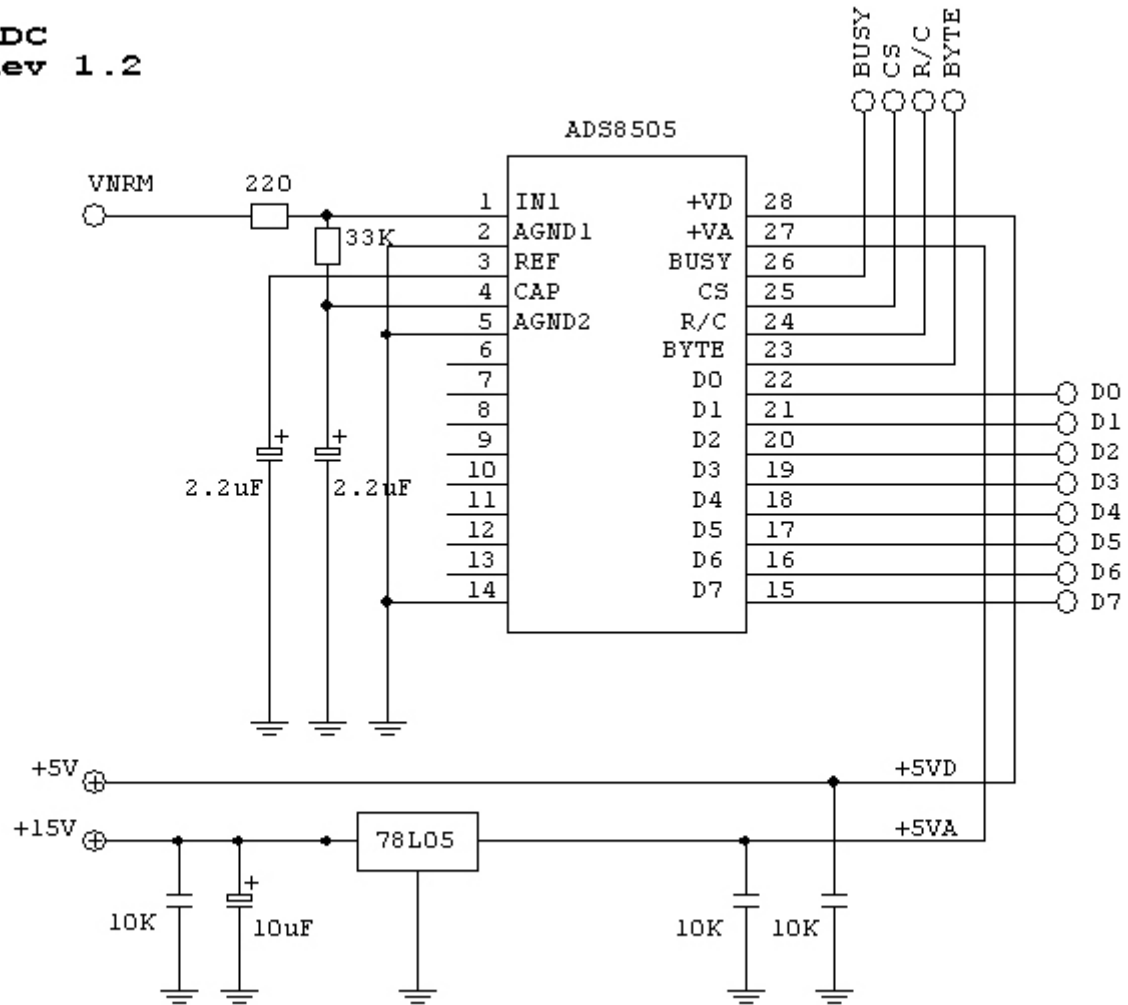 DC
ev 1.2
BUSY
CS
R/C
BYTE
ADS8505
VNRM
220
33K
1 IN1 +VD 28
2 AGND1 +VA 27
3 REF BUSY 26
4 CAP CS 25
5 AGND2 R/C 24
6 BYTE 23
7 D0 22
8 D1 21
9 D2 20
10 D3 19
11 D4 18
12 D5 17
13 D6 16
14 D7 15
D0
D1
D2
D3
D4
D5
D6
D7
+
2.2uF
+
2.2uF
+5V
+5VD
+15V
78L05
+5VA
10K
+
10uF
10K
10K